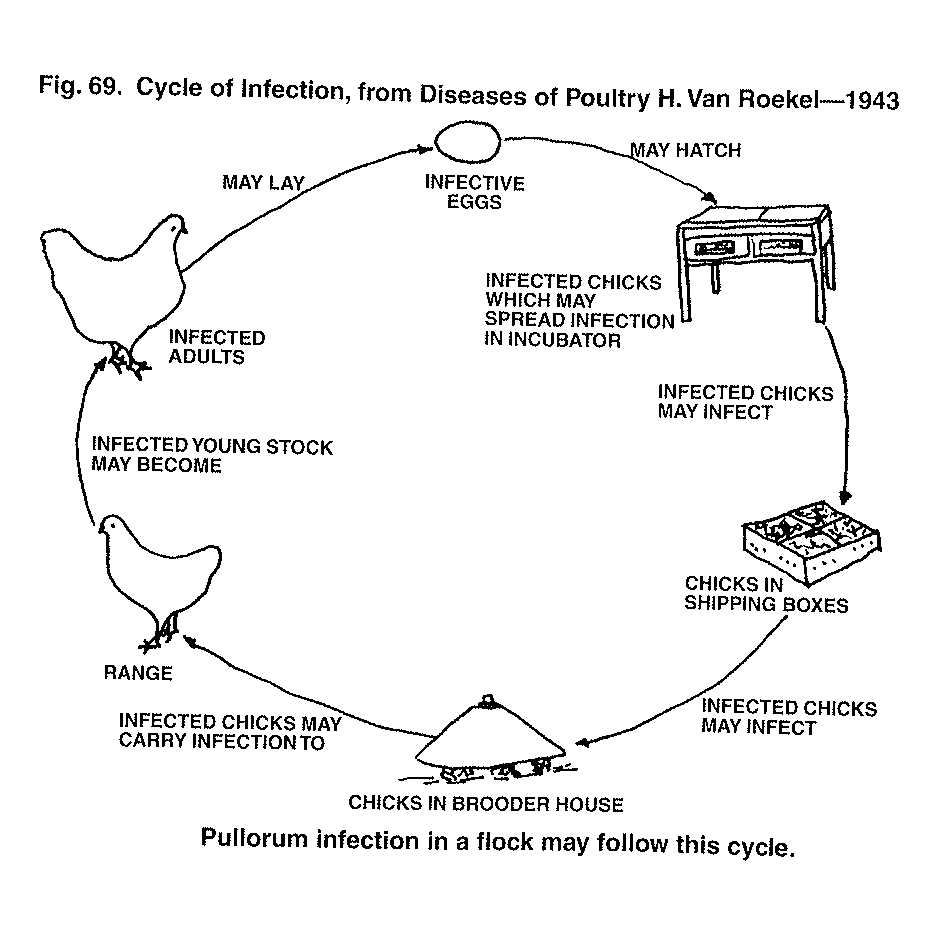 Fig. 69. Cycle of Infection, from Diseases of Poultry H. Van Roekel—1943
MAY LAY
INFECTIVE
EGGS
MAY HATCH
INFECTED CHICKS
WHICH MAY
SPREAD INFECTION
IN INCUBATOR
INFECTED CHICKS
MAY INFECT
CHICKS IN
SHIPPING BOXES
INFECTED CHICKS
MAY INFECT
CHICKS IN BROODER HOUSE
INFECTED CHICKS MAY
CARRY INFECTION TO
RANGE
INFECTED YOUNG STOCK
MAY BECOME
INFECTED
ADULTS
Pullorum infection in a flock may follow this cycle.